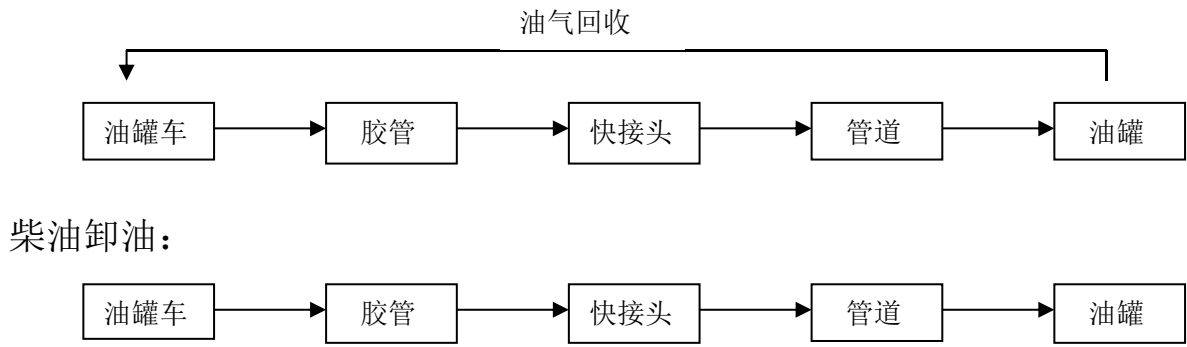 油气回收
油罐车 胶管 快接头 管道 油罐
柴油卸油：
油罐车 胶管 快接头 管道 油罐